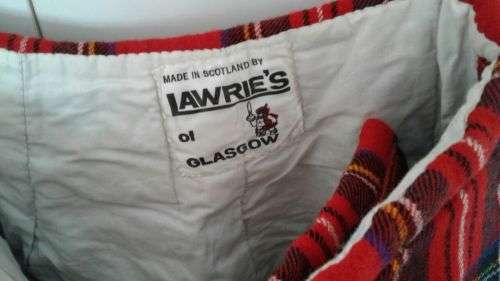 MADE IN SCOTLAND BY
LAWRIE'S
of
GLASGOW